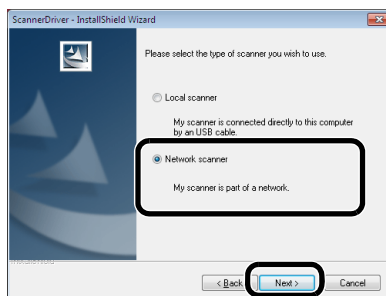 ScannerDriver - InstallShield Wizard
Please select the type of scanner you wish to use.
Local scanner
My scanner is connected directly to this computer
by an USB cable.
Network scanner
My scanner is part of a network.
InstallShield
< Back
Next >
Cancel